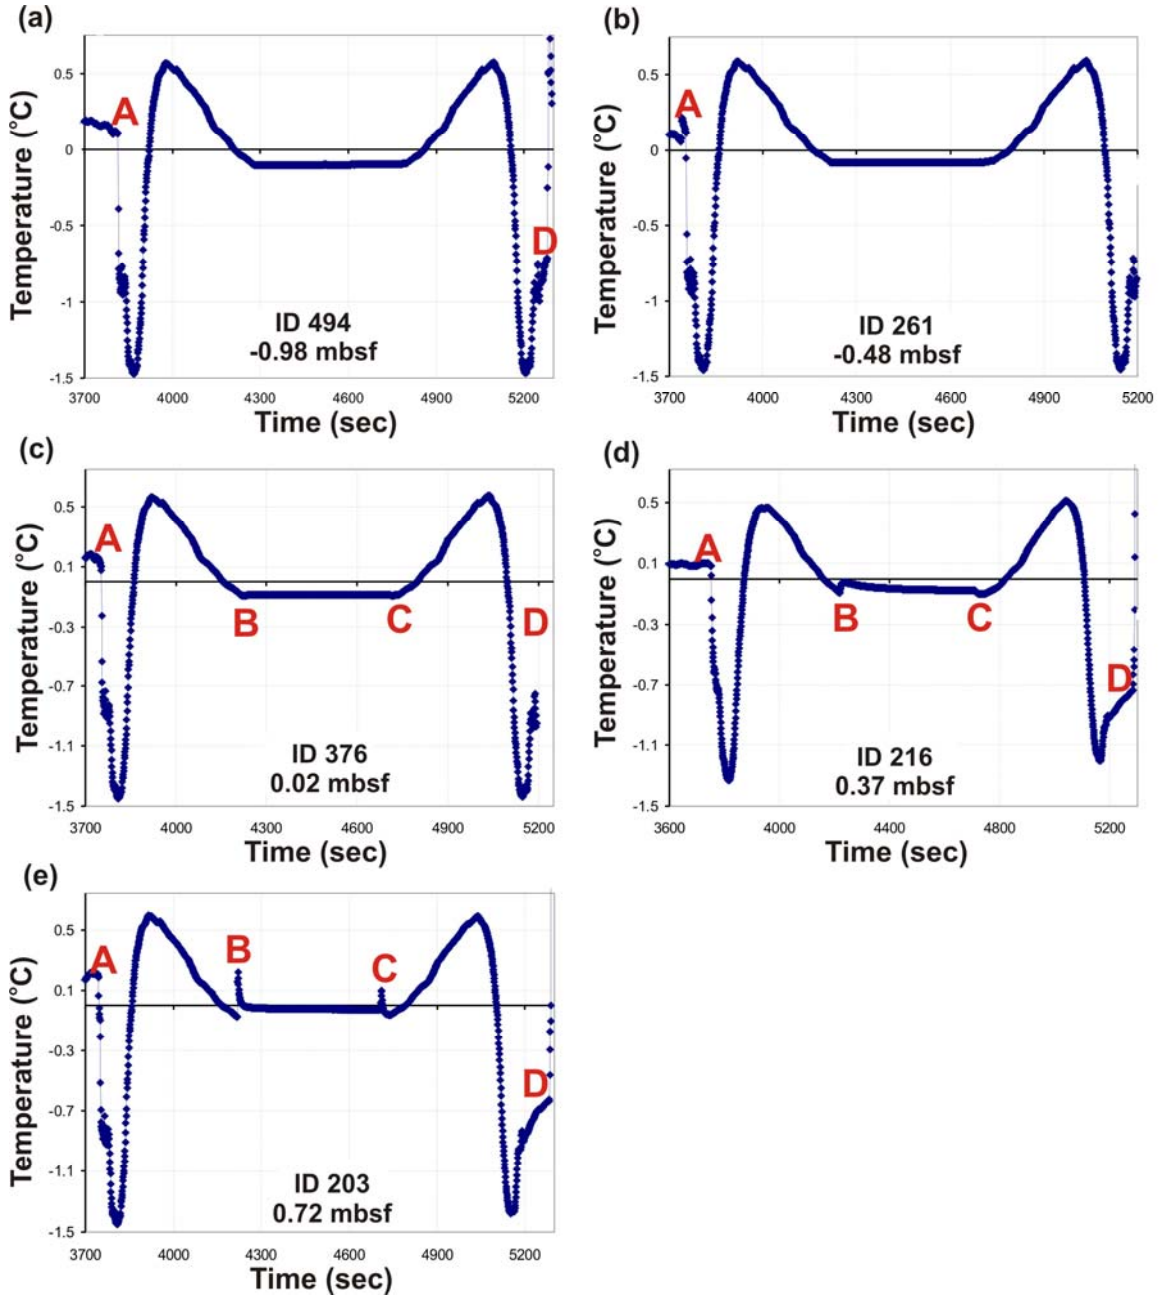 (a)
Temperature (°C)
0.5
0
-0.5
-1
-1.5
A
D
ID 494
-0.98 mbsf
3700 4000 4300 4600 4900 5200
Time (sec)
(b)
Temperature (°C)
0.5
0
-0.5
-1
-1.5
A
ID 261
-0.48 mbsf
3700 4000 4300 4600 4900 5200
Time (sec)
(c)
Temperature (°C)
0.5
0.1
-0.3
-0.7
-1.1
-1.5
A
B C D
ID 376
0.02 mbsf
3700 4000 4300 4600 4900 5200
Time (sec)
(d)
Temperature (°C)
0.5
0.1
-0.3
-0.7
-1.1
-1.5
A
B C
D
ID 216
0.37 mbsf
3600 4000 4400 4800 5200
Time (sec)
(e)
Temperature (°C)
0.5
0.1
-0.3
-0.7
-1.1
-1.5
A B C
D
ID 203
0.72 mbsf
3700 4000 4300 4600 4900 5200
Time (sec)